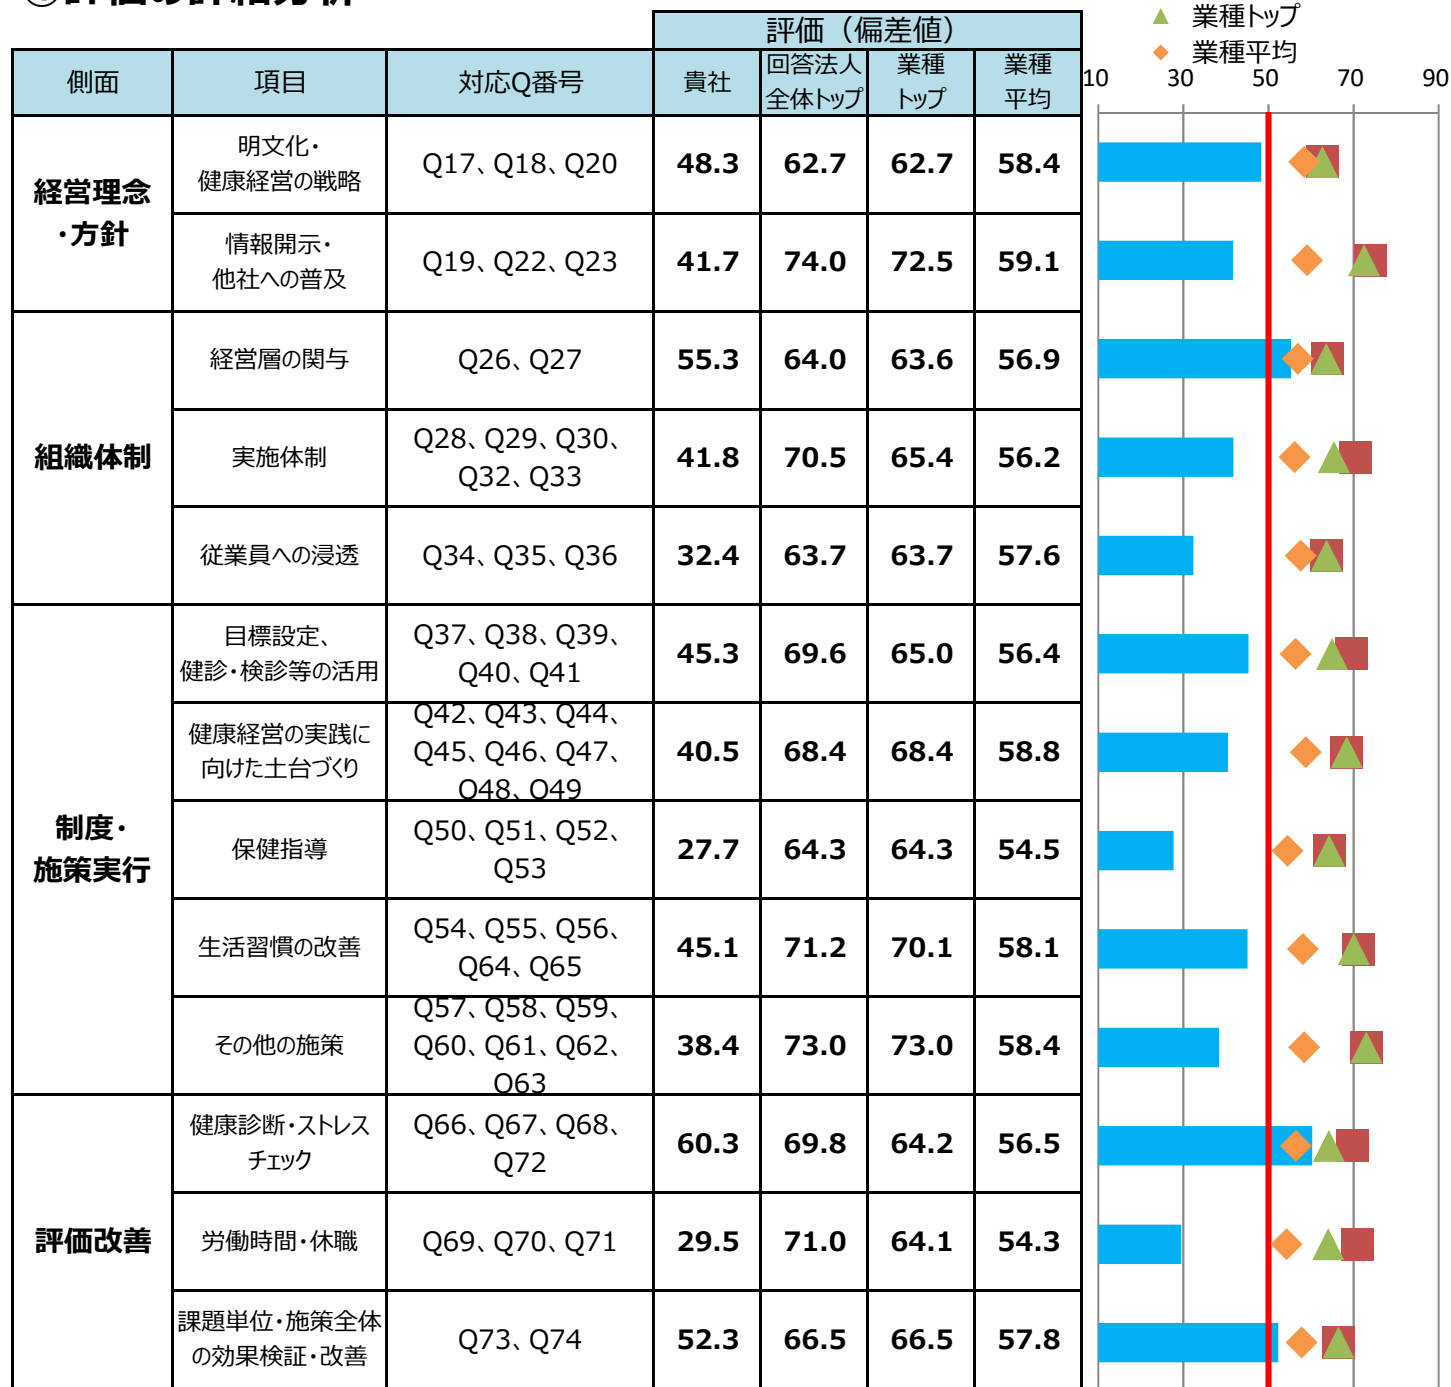 評価（偏差値）
側面 項目 対応Q番号 貴社 回答法人全体トップ 業種トップ 業種平均
▲ 業種トップ
◆ 業種平均
10 30 50 70 90
経営理念・方針
明文化・健康経営の戦略 Q17、Q18、Q20 48.3 62.7 62.7 58.4
情報開示・他社への普及 Q19、Q22、Q23 41.7 74.0 72.5 59.1
組織体制
経営層の関与 Q26、Q27 55.3 64.0 63.6 56.9
実施体制 Q28、Q29、Q30、Q32、Q33 41.8 70.5 65.4 56.2
従業員への浸透 Q34、Q35、Q36 32.4 63.7 63.7 57.6
制度・施策実行
目標設定、健診・検診等の活用 Q37、Q38、Q39、Q40、Q41 45.3 69.6 65.0 56.4
健康経営の実践に向けた土台づくり Q42、Q43、Q44、Q45、Q46、Q47、Q48、Q49 40.5 68.4 68.4 58.8
保健指導 Q50、Q51、Q52、Q53 27.7 64.3 64.3 54.5
生活習慣の改善 Q54、Q55、Q56、Q64、Q65 45.1 71.2 70.1 58.1
その他の施策 Q57、Q58、Q59、Q60、Q61、Q62、Q63 38.4 73.0 73.0 58.4
評価改善
健康診断・ストレスチェック Q66、Q67、Q68、Q72 60.3 69.8 64.2 56.5
労働時間・休職 Q69、Q70、Q71 29.5 71.0 64.1 54.3
課題単位・施策全体の効果検証・改善 Q73、Q74 52.3 66.5 66.5 57.8